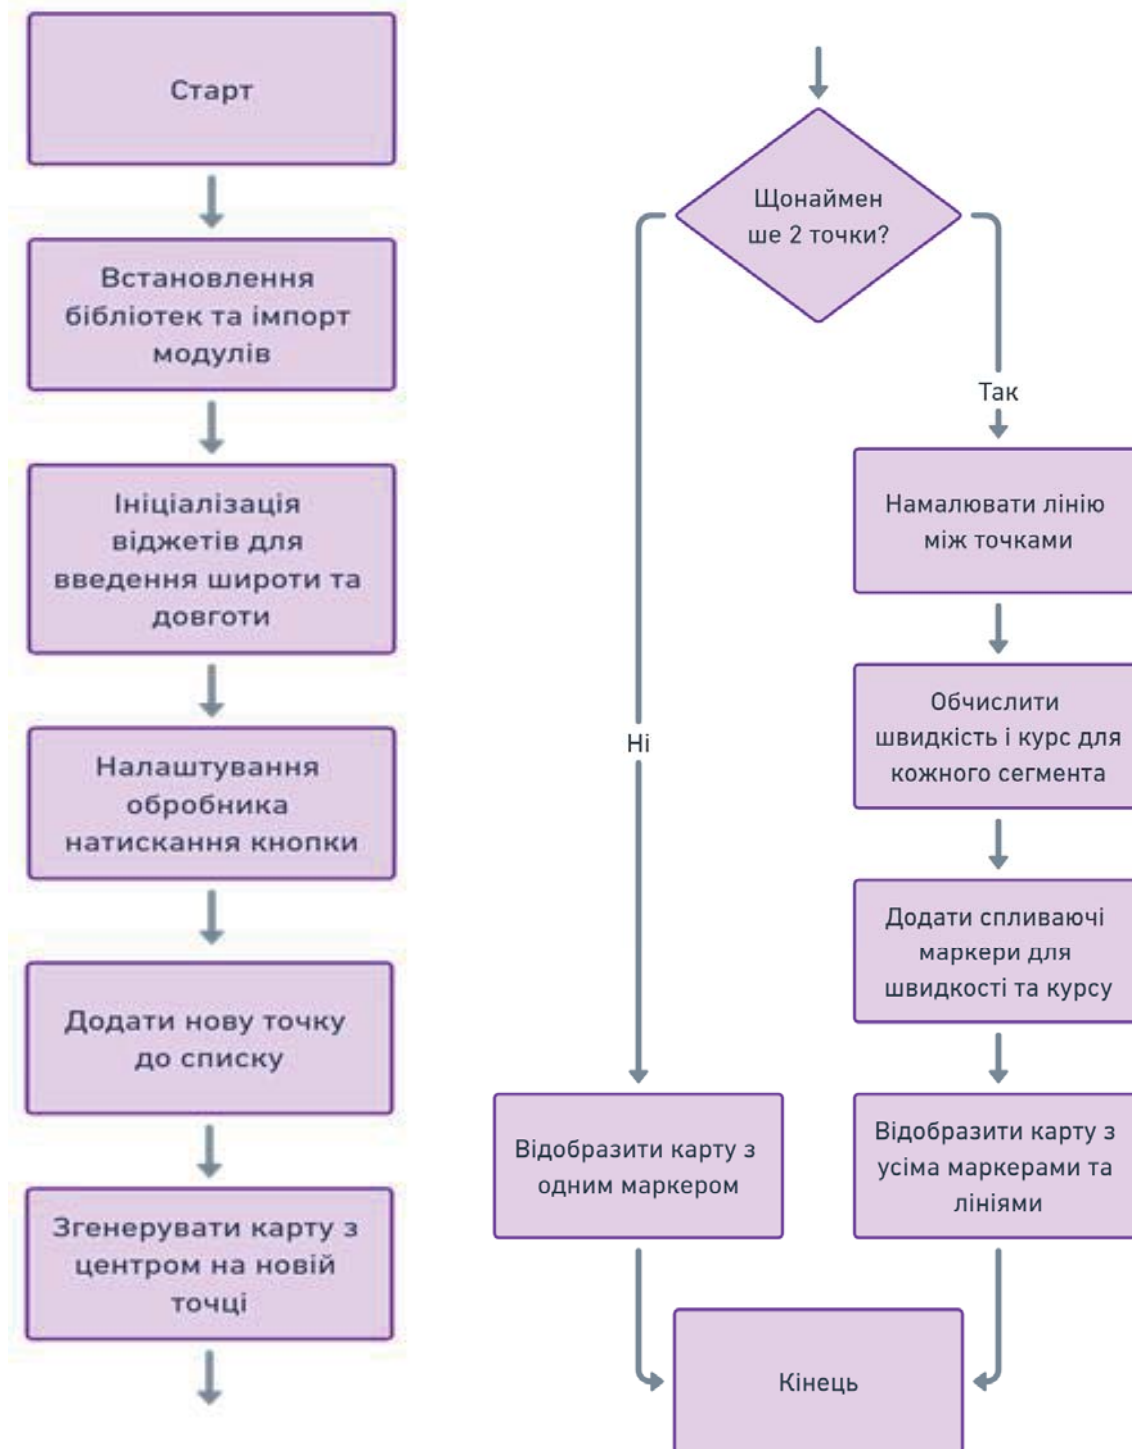 Старт
Встановлення
бібліотек та імпорт
модулів
Ініціалізація
віджетів для
введення широти та
довготи
Налаштування
обробника
натискання кнопки
Додати нову точку
до списку
Згенерувати карту з
центром на новій
точці
Щонаймен
ше 2 точки?
Так
Намалювати лінію
між точками
Обчислити
швидкість і курс для
кожного сегмента
Ні
Додати спливаючі
маркери для
швидкості та курсу
Відобразити карту з
одним маркером
Відобразити карту з
усіма маркерами та
лініями
Кінець